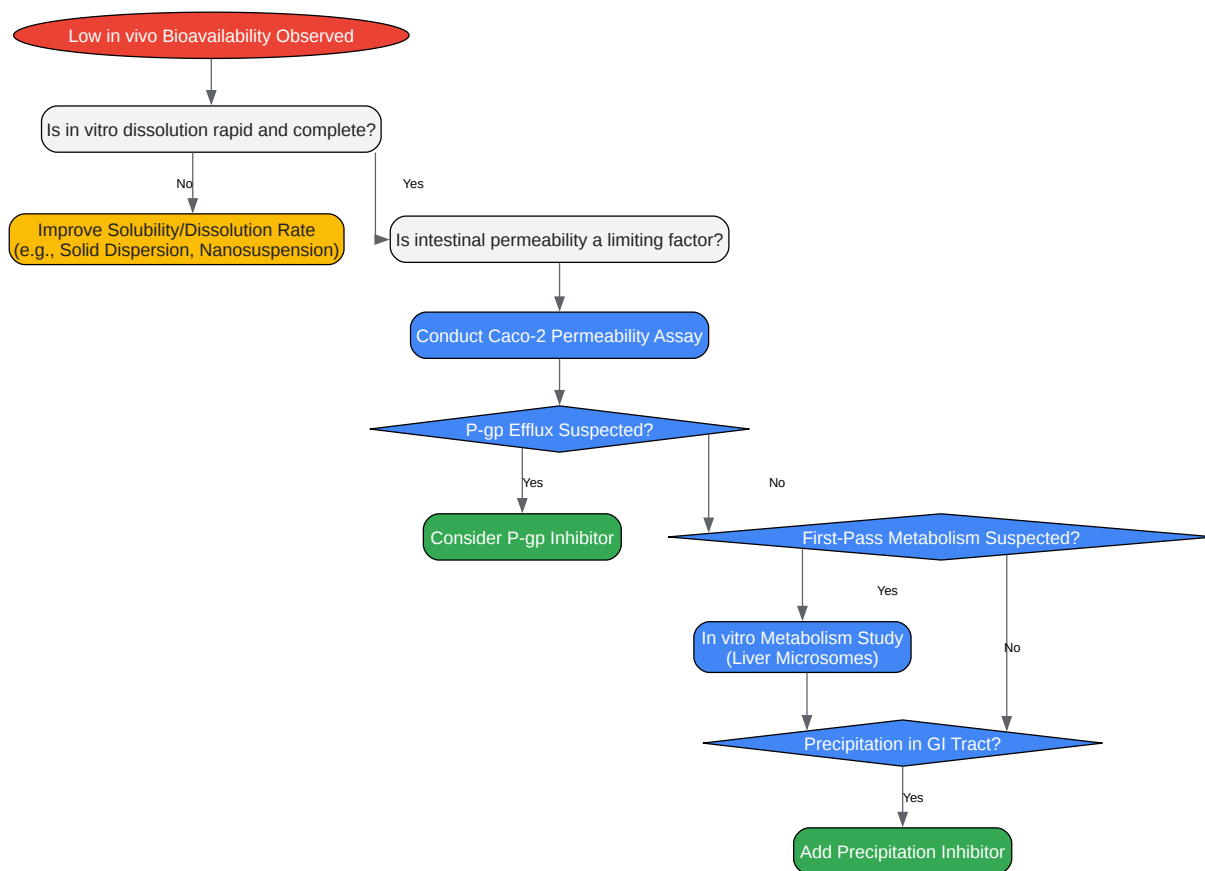 Low in vivo Bioavailability Observed
Is in vitro dissolution rapid and complete?
No
Yes
Improve Solubility/Dissolution Rate
(e.g., Solid Dispersion, Nanosuspension)
Is intestinal permeability a limiting factor?
Conduct Caco-2 Permeability Assay
P-gp Efflux Suspected?
Yes
No
Consider P-gp Inhibitor
First-Pass Metabolism Suspected?
Yes
In vitro Metabolism Study
(Liver Microsomes)
No
Precipitation in GI Tract?
Yes
Add Precipitation Inhibitor